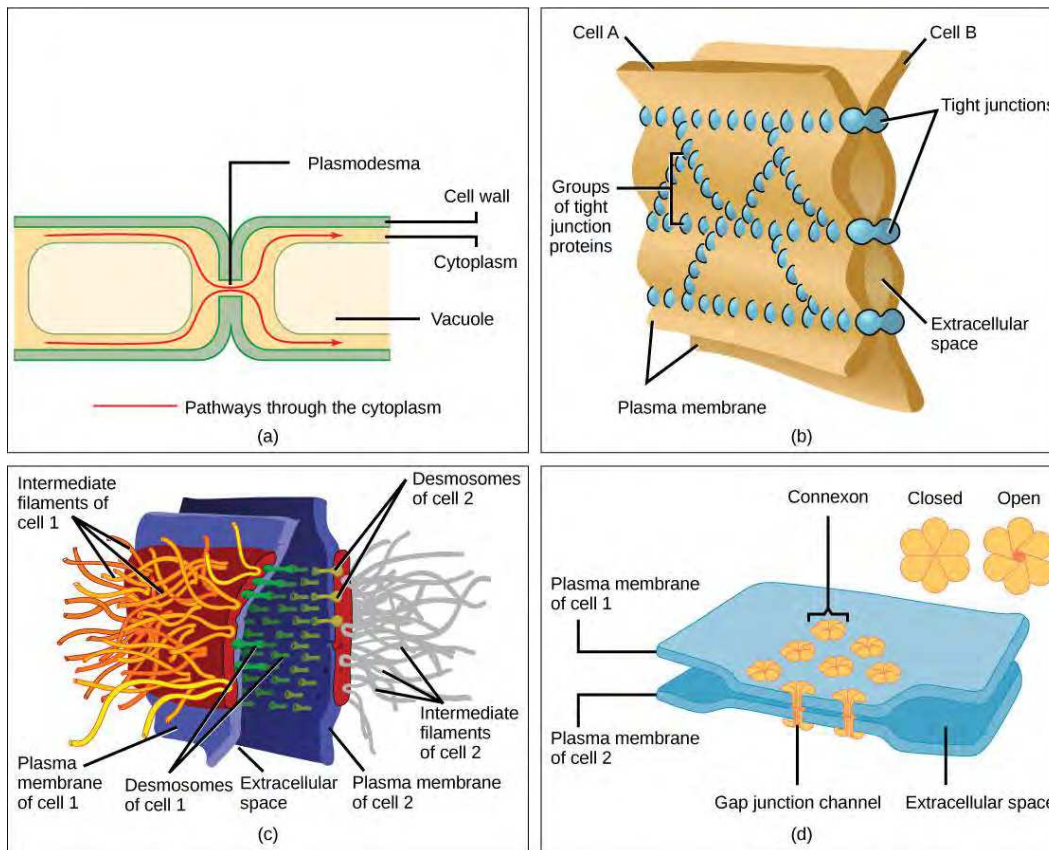 Plasmodesma
Cell wall
Cytoplasm
Vacuole
Pathways through the cytoplasm
(a)
Cell A
Cell B
Tight junctions
Groups
of tight
junction
proteins
Extracellular
space
Plasma membrane
(b)
Intermediate
filaments of
cell 1
Desmosomes
of cell 2
Intermediate
filaments
of cell 2
Plasma
membrane
of cell 1
Desmosomes
of cell 1
Extracellular
space
Plasma membrane
of cell 2
(c)
Connexon
Closed
Open
Plasma membrane
of cell 1
Plasma membrane
of cell 2
Gap junction channel
Extracellular space
(d)